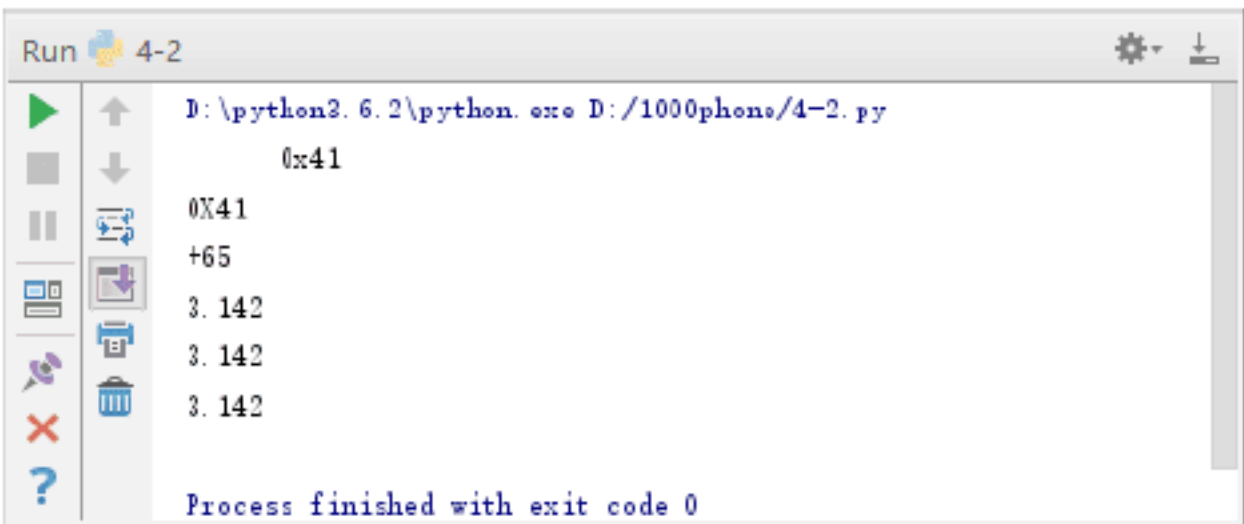 Run 4-2
D:\python3.6.2\python.exe D:/1000phone/4-2.py
      0x41
0X41
+65
3.142
3.142
3.142
Process finished with exit code 0